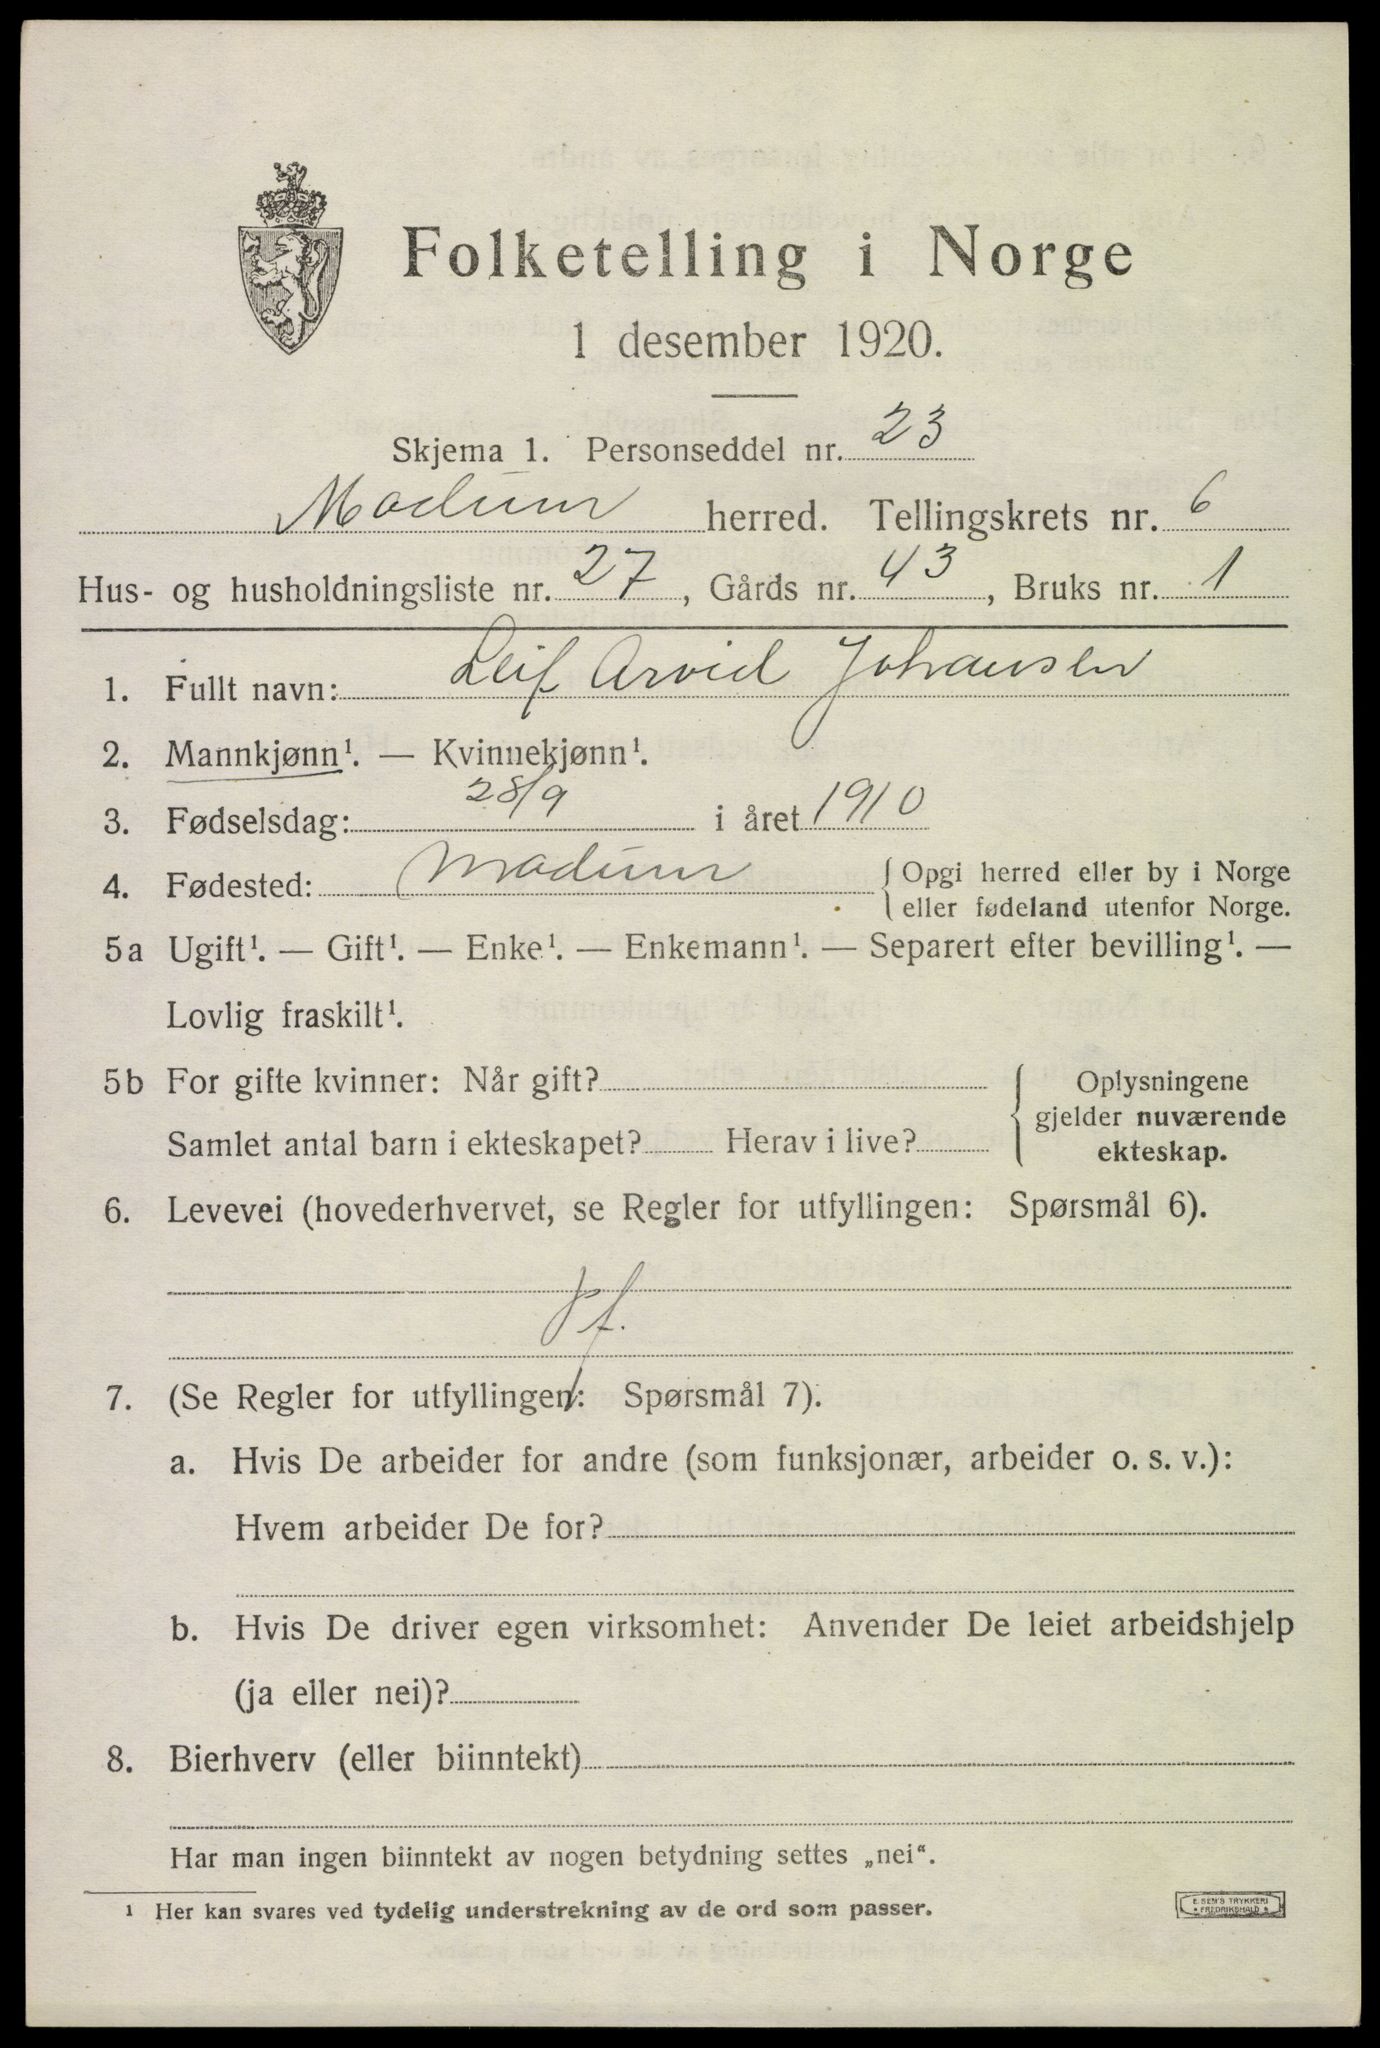 Folketelling i Norge
1 desember 1920.
Skjema 1. Personseddel nr. 23
Modum herred. Tellingskrets nr. 6
Hus- og husholdningsliste nr. 27, Gårds nr. 43, Bruks nr. 1
1. Fullt navn: Leif Arvid Johansen
2. Mannkjønn¹. — Kvinnekjønn¹.
3. Fødselsdag: 28/9 i året 1910
4. Fødested: Modum { Opgi herred eller by i Norge
eller fødeland utenfor Norge.
5a Ugift¹. — Gift¹. — Enke¹. — Enkemann¹. — Separert efter bevilling¹. —
Lovlig fraskilt¹.
5b For gifte kvinner: Når gift? { Oplysningene
gjelder nuværende
Samlet antal barn i ekteskapet? Herav i live? ekteskap.
6. Levevei (hovederhvervet, se Regler for utfyllingen: Spørsmål 6).
pf.
7. (Se Regler for utfyllingen: Spørsmål 7).
a. Hvis De arbeider for andre (som funksjonær, arbeider o. s. v.):
Hvem arbeider De for?
b. Hvis De driver egen virksomhet: Anvender De leiet arbeidshjelp
(ja eller nei)?
8. Bierhverv (eller biinntekt)
Har man ingen biinntekt av nogen betydning settes „nei“.
¹ Her kan svares ved tydelig understrekning av de ord som passer.
E. SEM'S TRYKKERI
FREDRIKSHALD